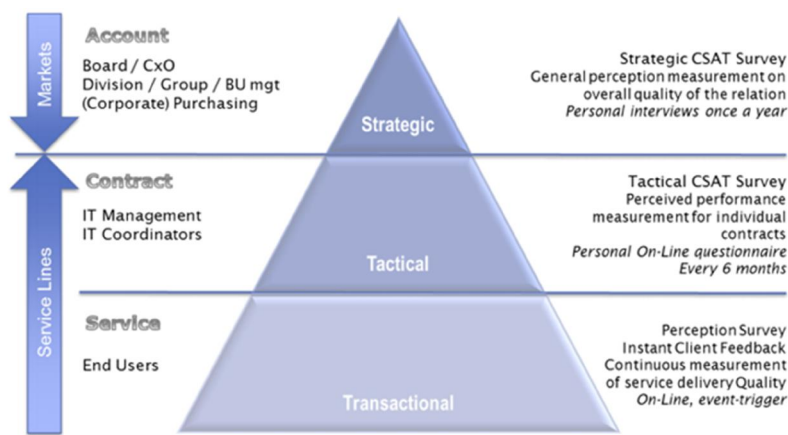 Markets
Account
Board / CxO
Division / Group / BU mgt
(Corporate) Purchasing
Strategic
Strategic CSAT Survey
General perception measurement on
overall quality of the relation
Personal interviews once a year
Service Lines
Contract
IT Management
IT Coordinators
Tactical
Tactical CSAT Survey
Perceived performance
measurement for individual
contracts
Personal On-Line questionnaire
Every 6 months
Service
End Users
Transactional
Perception Survey
Instant Client Feedback
Continuous measurement
of service delivery Quality
On-Line, event-trigger